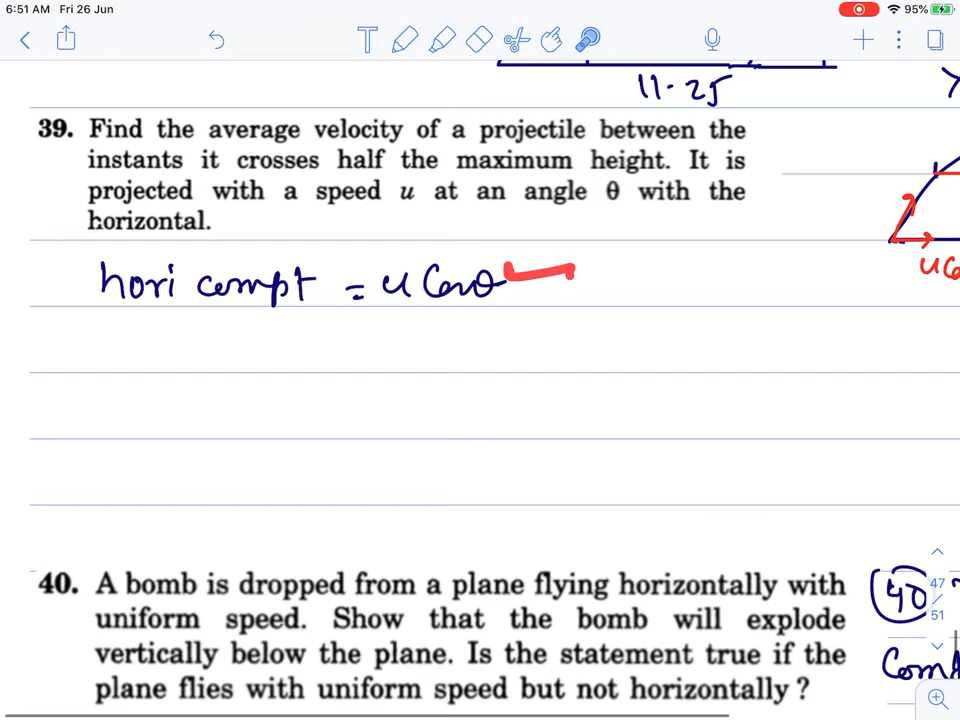 6:51 AM Fri 26 Jun
95%
T
11.25
39. Find the average velocity of a projectile between the
instants it crosses half the maximum height. It is
projected with a speed u at an angle θ with the
horizontal.
hori compt = u Cosθ
40. A bomb is dropped from a plane flying horizontally with
uniform speed. Show that the bomb will explode
vertically below the plane. Is the statement true if the
plane flies with uniform speed but not horizontally ?
40
47
51